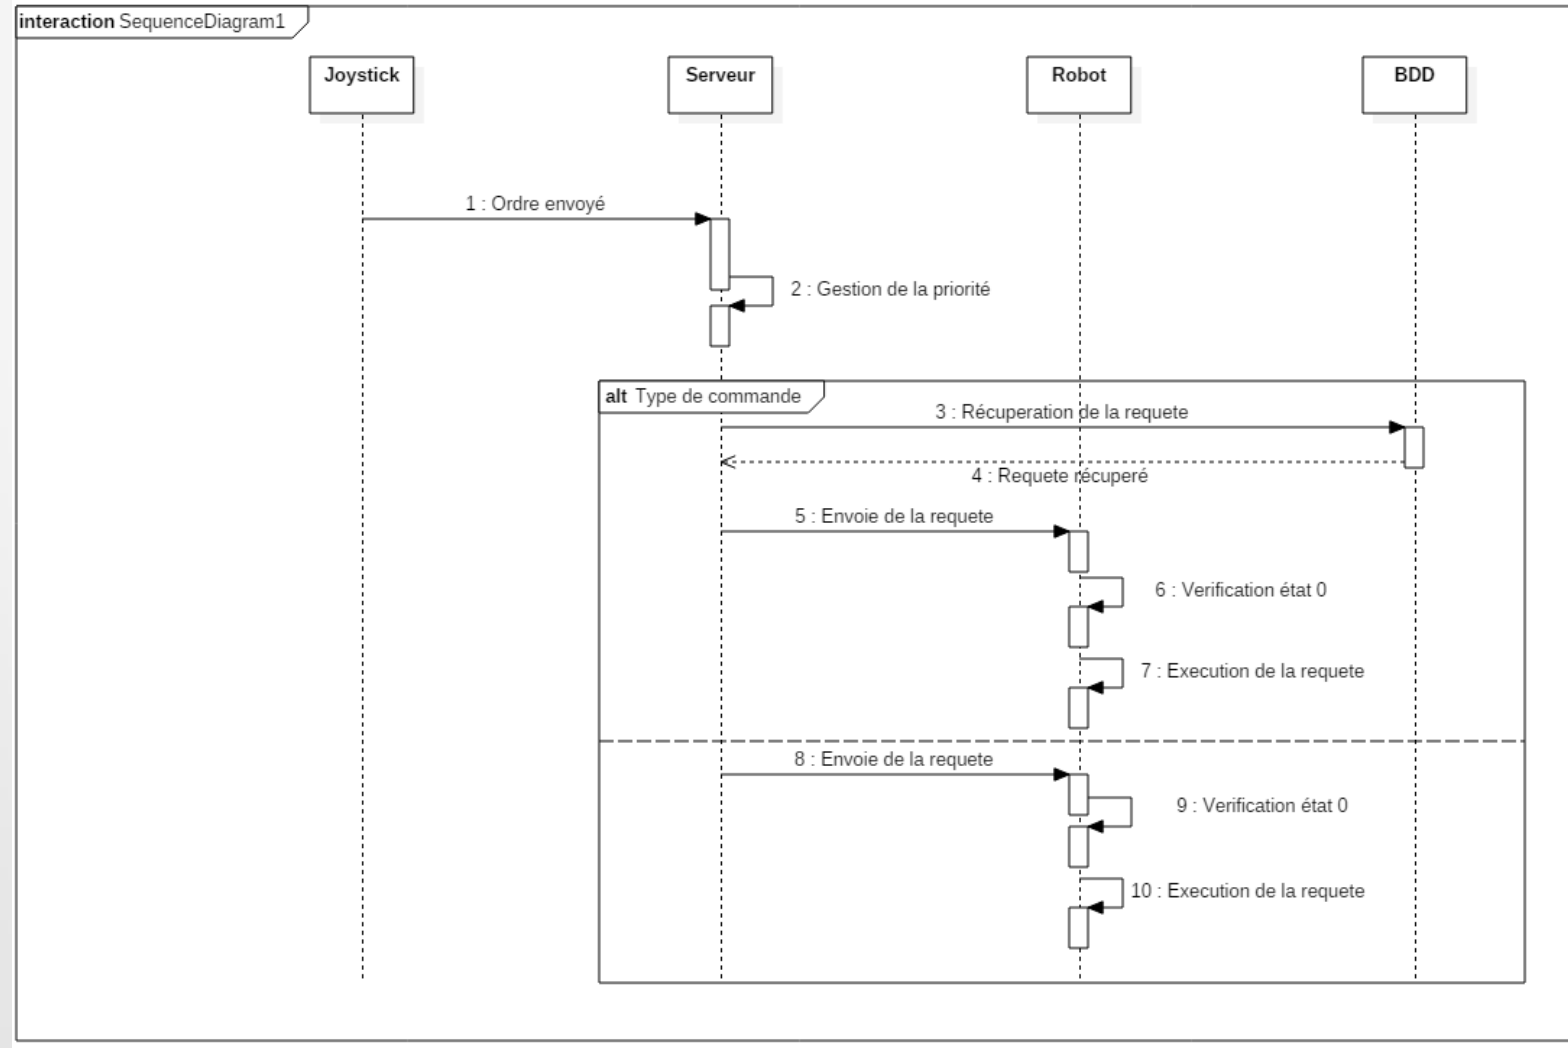 interaction SequenceDiagram1
Joystick
Serveur
Robot
BDD
1 : Ordre envoyé
2 : Gestion de la priorité
alt Type de commande
3 : Récuperation de la requete
4 : Requete récuperé
5 : Envoie de la requete
6 : Verification état 0
7 : Execution de la requete
8 : Envoie de la requete
9 : Verification état 0
10 : Execution de la requete